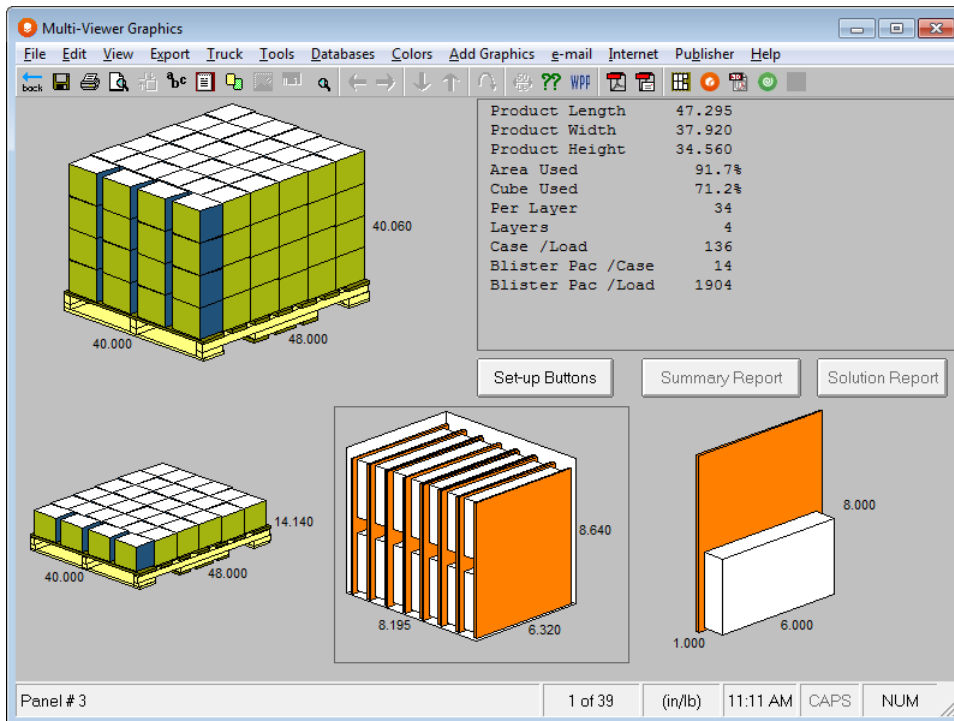 Multi-Viewer Graphics
File Edit View Export Truck Tools Databases Colors Add Graphics e-mail Internet Publisher Help
back abc ?? WPF
Product Length 47.295
Product Width 37.920
Product Height 34.560
Area Used 91.7%
Cube Used 71.2%
Per Layer 34
Layers 4
Case /Load 136
Blister Pac /Case 14
Blister Pac /Load 1904
40.060
40.000
48.000
Set-up Buttons Summary Report Solution Report
14.140
40.000
48.000
8.640
8.195
6.320
8.000
6.000
1.000
Panel # 3 1 of 39 (in/lb) 11:11 AM CAPS NUM